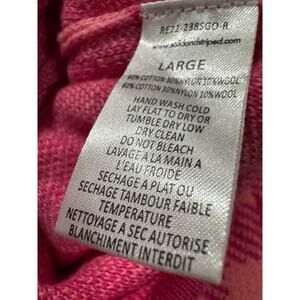 RE22-2385GO-R
www.solidandstriped.com
LARGE
60% COTTON 30%NYLON 10%WOOL
60% COTTON 30%NYLON 10%WOOL
HAND WASH COLD
LAY FLAT TO DRY OR
TUMBLE DRY LOW
DRY CLEAN
DO NOT BLEACH
LAVAGE À LA MAIN A
L'EAU FROIDE
SECHAGE A PLAT OU
SECHAGE TAMBOUR FAIBLE
TEMPERATURE
NETTOYAGE A SEC AUTORISE
BLANCHIMENT INTERDIT